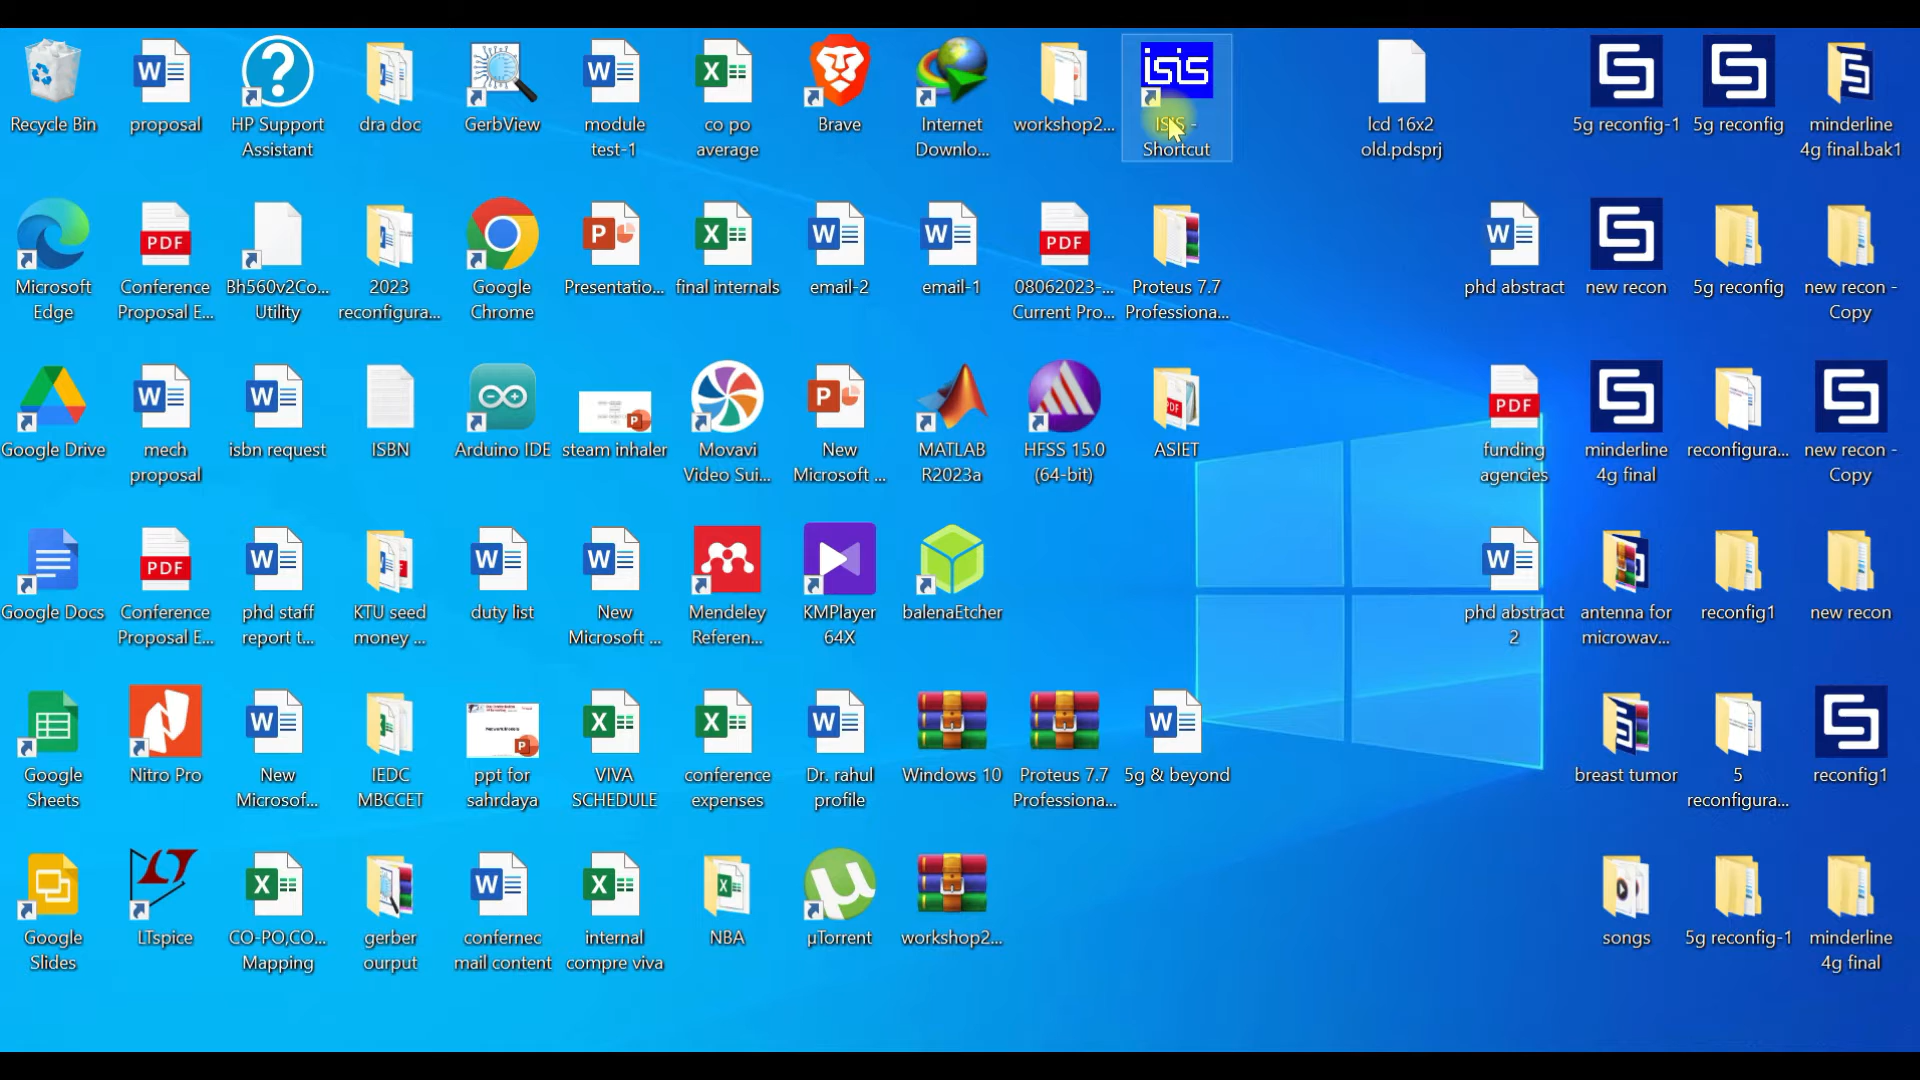 Recycle Bin
proposal
HP Support
Assistant
dra doc
GerbView
module
test-1
co po
average
Brave
Internet
Downlo...
workshop2...
isis
ISIS -
Shortcut
lcd 16x2
old.pdsprj
5g reconfig-1
5g reconfig
minderline
4g final.bak1
Microsoft
Edge
PDF
Conference
Proposal E...
Bh560v2Co...
Utility
2023
reconfigura...
Google
Chrome
Presentatio...
final internals
email-2
email-1
PDF
08062023-...
Current Pro...
Proteus 7.7
Professiona...
phd abstract
new recon
5g reconfig
new recon -
Copy
Google Drive
mech
proposal
isbn request
ISBN
Arduino IDE
steam inhaler
Movavi
Video Sui...
New
Microsoft ...
MATLAB
R2023a
HFSS 15.0
(64-bit)
PDF
ASIET
PDF
funding
agencies
minderline
4g final
reconfigura...
new recon -
Copy
Google Docs
PDF
Conference
Proposal E...
phd staff
report t...
KTU seed
money ...
duty list
New
Microsoft ...
Mendeley
Referen...
KMPlayer
64X
balenaEtcher
phd abstract
2
antenna for
microwav...
reconfig1
new recon
Google
Sheets
Nitro Pro
New
Microsof...
IEDC
MBCCET
ppt for
sahrdaya
VIVA
SCHEDULE
conference
expenses
Dr. rahul
profile
Windows 10
Proteus 7.7
Professiona...
5g & beyond
breast tumor
5
reconfigura...
reconfig1
Google
Slides
LTspice
CO-PO,CO...
Mapping
gerber
ourput
confernec
mail content
internal
compre viva
NBA
µTorrent
workshop2...
songs
5g reconfig-1
minderline
4g final